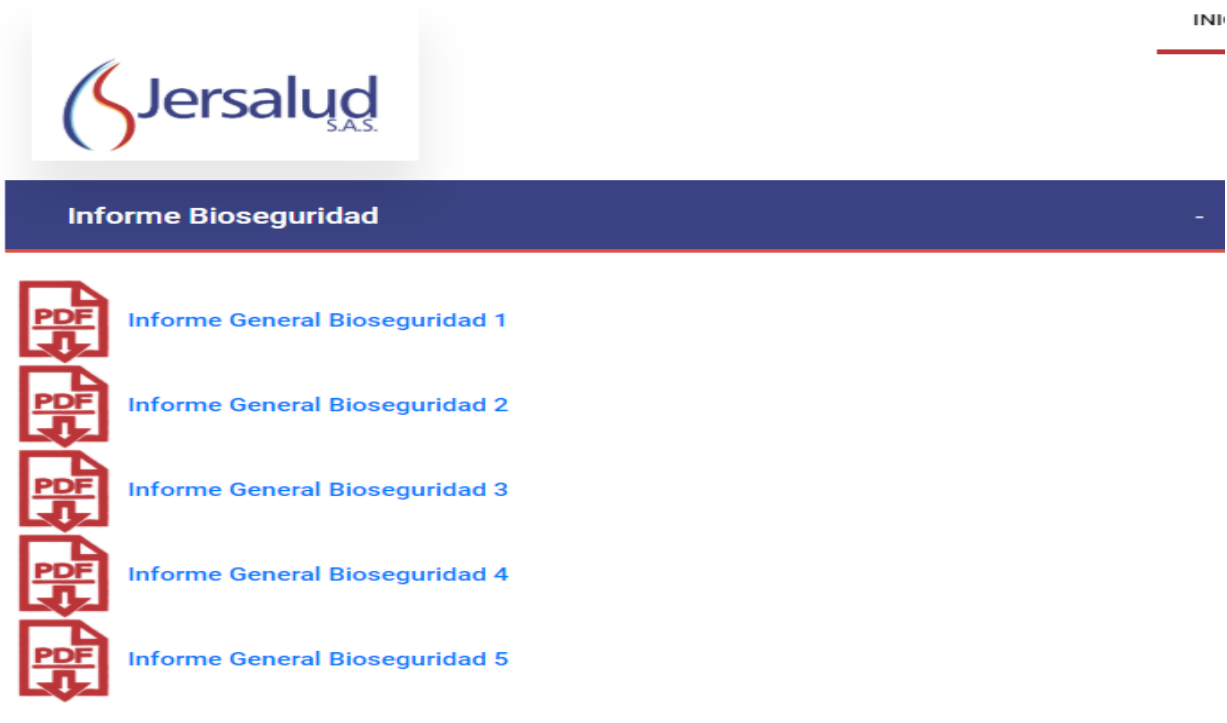 Jersalud
S.A.S.
Informe Bioseguridad -
PDF Informe General Bioseguridad 1
PDF Informe General Bioseguridad 2
PDF Informe General Bioseguridad 3
PDF Informe General Bioseguridad 4
PDF Informe General Bioseguridad 5